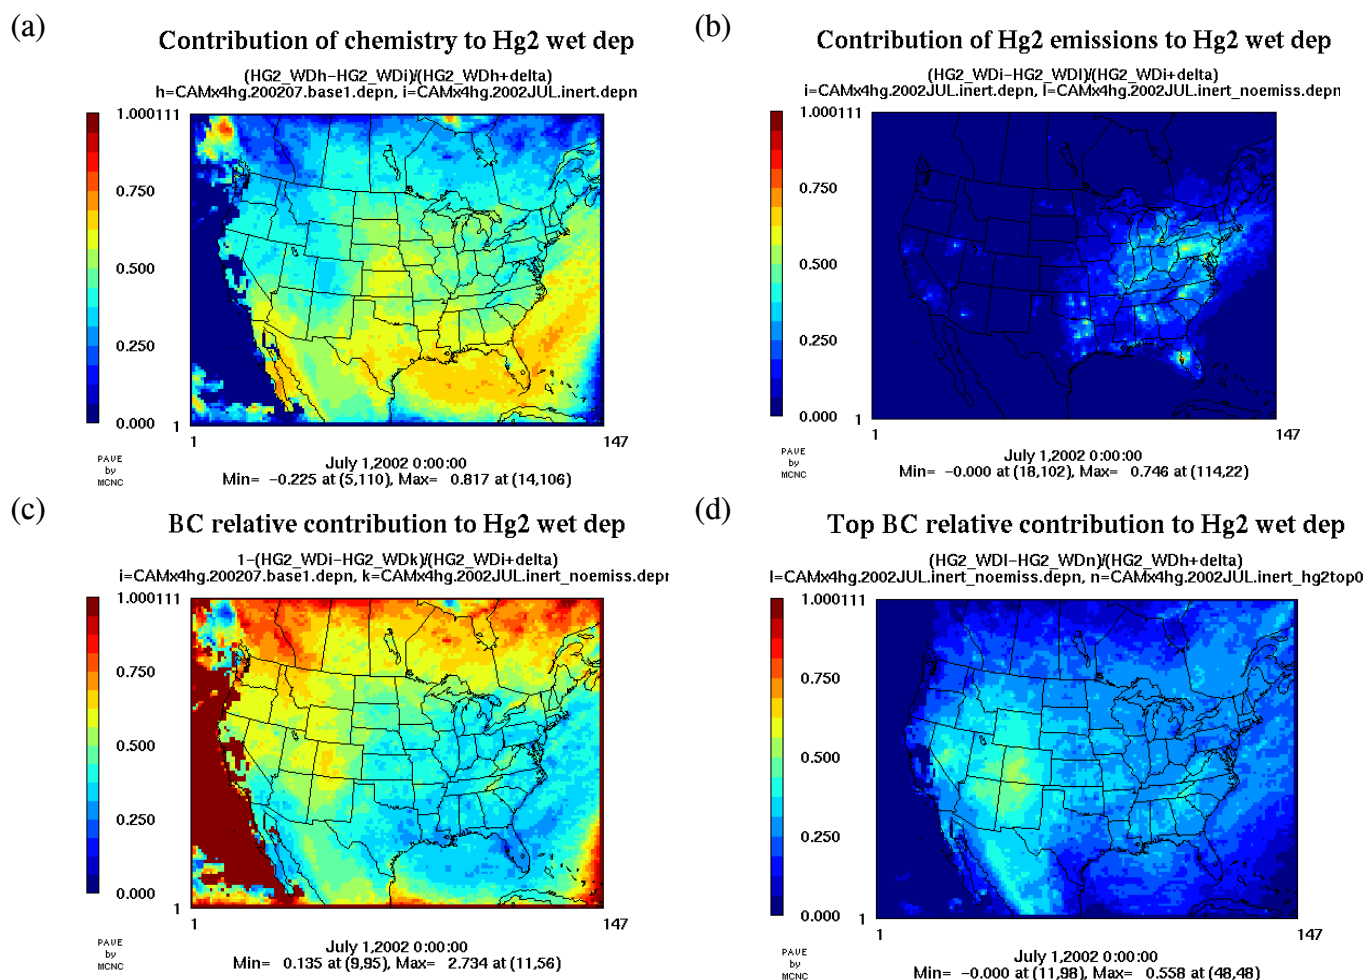 (a)
Contribution of chemistry to Hg2 wet dep
(HG2_WDh-HG2_WDi)/(HG2_WDh+delta)
h=CAMx4hg.200207.base1.depn, i=CAMx4hg.2002JUL.inert.depn
1.000111
0.750
0.500
0.250
0.000
1
1
147
PAVE
by
MCNC
July 1,2002 0:00:00
Min= -0.225 at (5,110), Max= 0.817 at (14,106)
(b)
Contribution of Hg2 emissions to Hg2 wet dep
(HG2_WDi-HG2_WDl)/(HG2_WDi+delta)
i=CAMx4hg.2002JUL.inert.depn, l=CAMx4hg.2002JUL.inert_noemiss.depn
1.000111
0.750
0.500
0.250
0.000
1
1
147
PAVE
by
MCNC
July 1,2002 0:00:00
Min= -0.000 at (18,102), Max= 0.746 at (114,22)
(c)
BC relative contribution to Hg2 wet dep
1-(HG2_WDi-HG2_WDk)/(HG2_WDi+delta)
i=CAMx4hg.200207.base1.depn, k=CAMx4hg.2002JUL.inert_noemiss.depr
1.000111
0.750
0.500
0.250
0.000
1
1
147
PAVE
by
MCNC
July 1,2002 0:00:00
Min= 0.135 at (9,95), Max= 2.734 at (11,56)
(d)
Top BC relative contribution to Hg2 wet dep
(HG2_WDl-HG2_WDn)/(HG2_WDh+delta)
l=CAMx4hg.2002JUL.inert_noemiss.depn, n=CAMx4hg.2002JUL.inert_hg2top0
1.000111
0.750
0.500
0.250
0.000
1
1
147
PAVE
by
MCNC
July 1,2002 0:00:00
Min= -0.000 at (11,98), Max= 0.558 at (48,48)